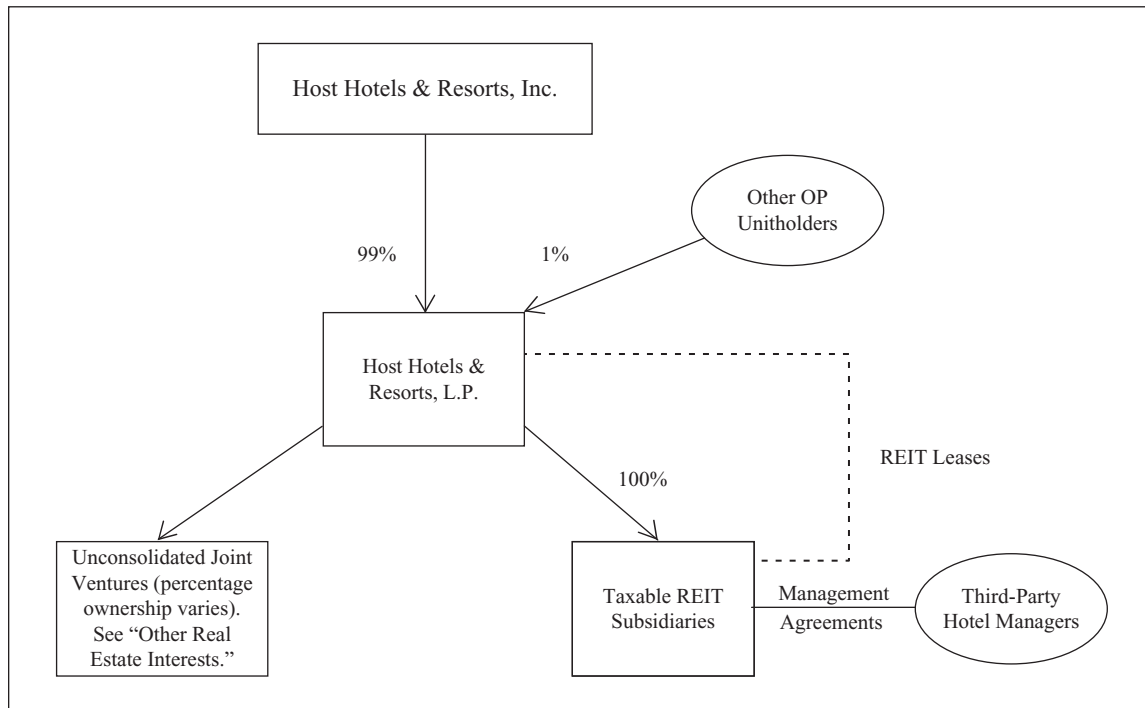 Host Hotels & Resorts, Inc.
Other OP
Unitholders
99%
1%
Host Hotels &
Resorts, L.P.
REIT Leases
100%
Unconsolidated Joint
Ventures (percentage
ownership varies).
See “Other Real
Estate Interests.”
Taxable REIT
Subsidiaries
Management
Agreements
Third-Party
Hotel Managers